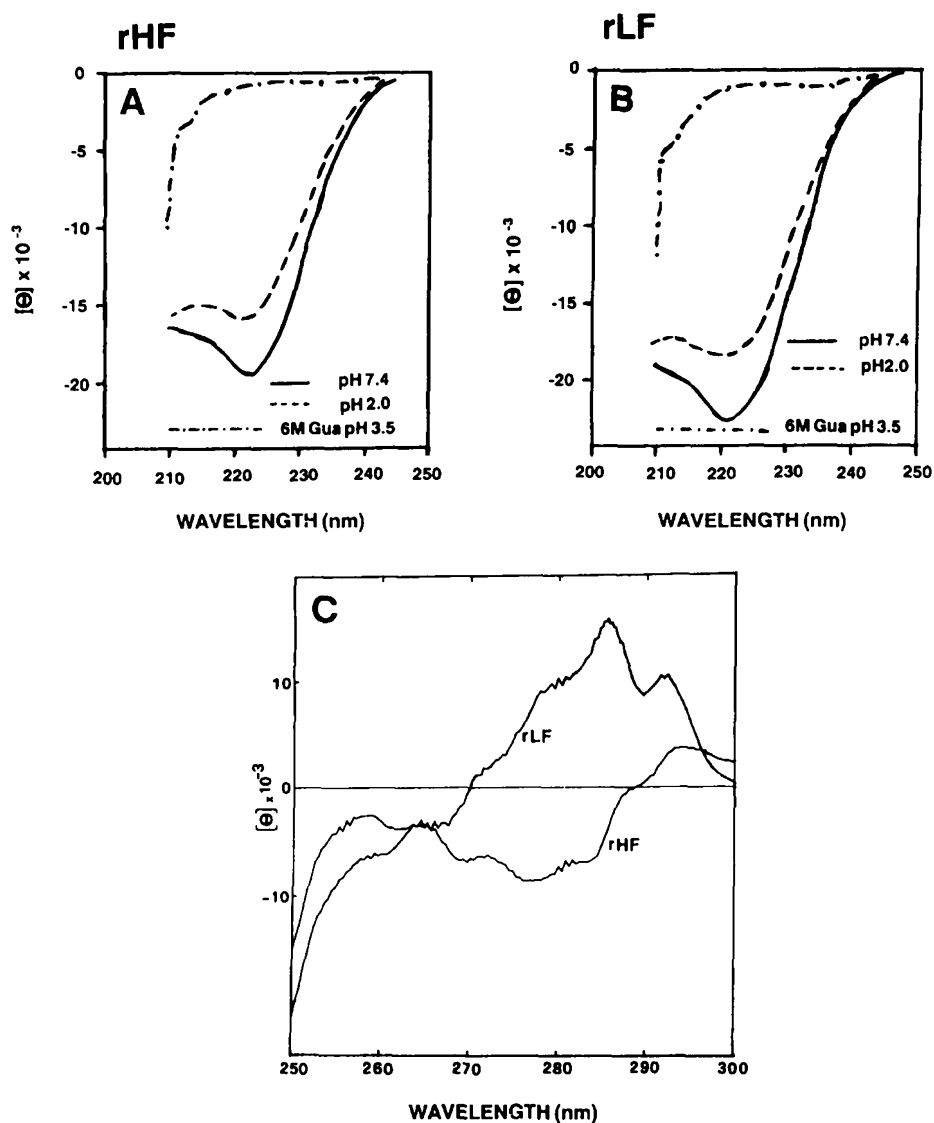 rHF
rLF
A
0
-5
-10
-15
-20
[Θ] x 10⁻³
pH 7.4
pH 2.0
6M Gua pH 3.5
200 210 220 230 240 250
WAVELENGTH (nm)
B
0
-5
-10
-15
-20
[Θ] x 10⁻³
pH 7.4
pH2.0
6M Gua pH 3.5
200 210 220 230 240 250
WAVELENGTH (nm)
C
10
0
-10
[Θ] x 10⁻³
rLF
rHF
250 260 270 280 290 300
WAVELENGTH (nm)